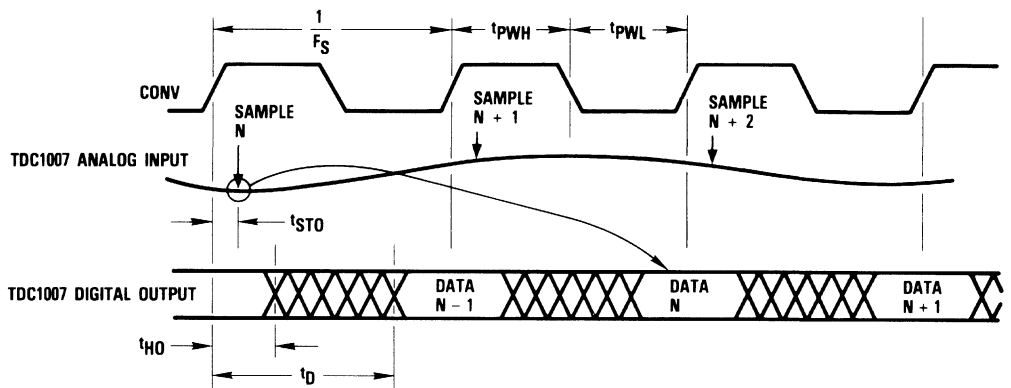 1
F_S
t_PWH
t_PWL
CONV
SAMPLE
N
SAMPLE
N + 1
SAMPLE
N + 2
TDC1007 ANALOG INPUT
t_STO
TDC1007 DIGITAL OUTPUT
DATA
N – 1
DATA
N
DATA
N + 1
t_HO
t_D